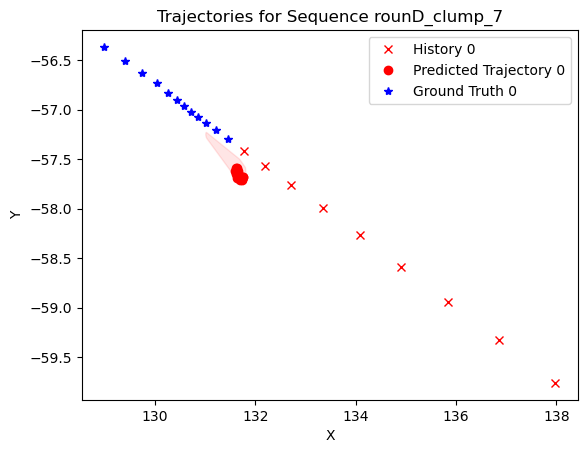 Trajectories for Sequence rounD_clump_7
History 0
Predicted Trajectory 0
Ground Truth 0
−56.5
−57.0
−57.5
−58.0
−58.5
−59.0
−59.5
Y
130
132
134
136
138
X